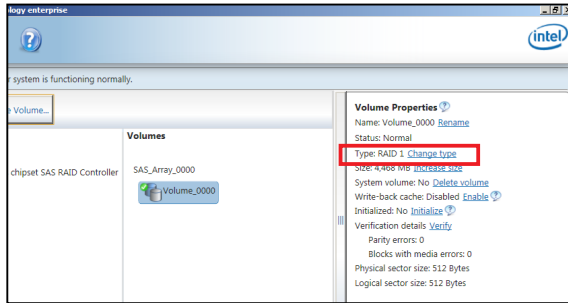 ology enterprise
intel
r system is functioning normally.
e Volume...
Volumes
chipset SAS RAID Controller
SAS_Array_0000
Volume_0000
Volume Properties
Name: Volume_0000 Rename
Status: Normal
Type: RAID 1 Change type
Size: 4,468 MB Increase size
System volume: No Delete volume
Write-back cache: Disabled Enable
Initialized: No Initialize
Verification details Verify
Parity errors: 0
Blocks with media errors: 0
Physical sector size: 512 Bytes
Logical sector size: 512 Bytes